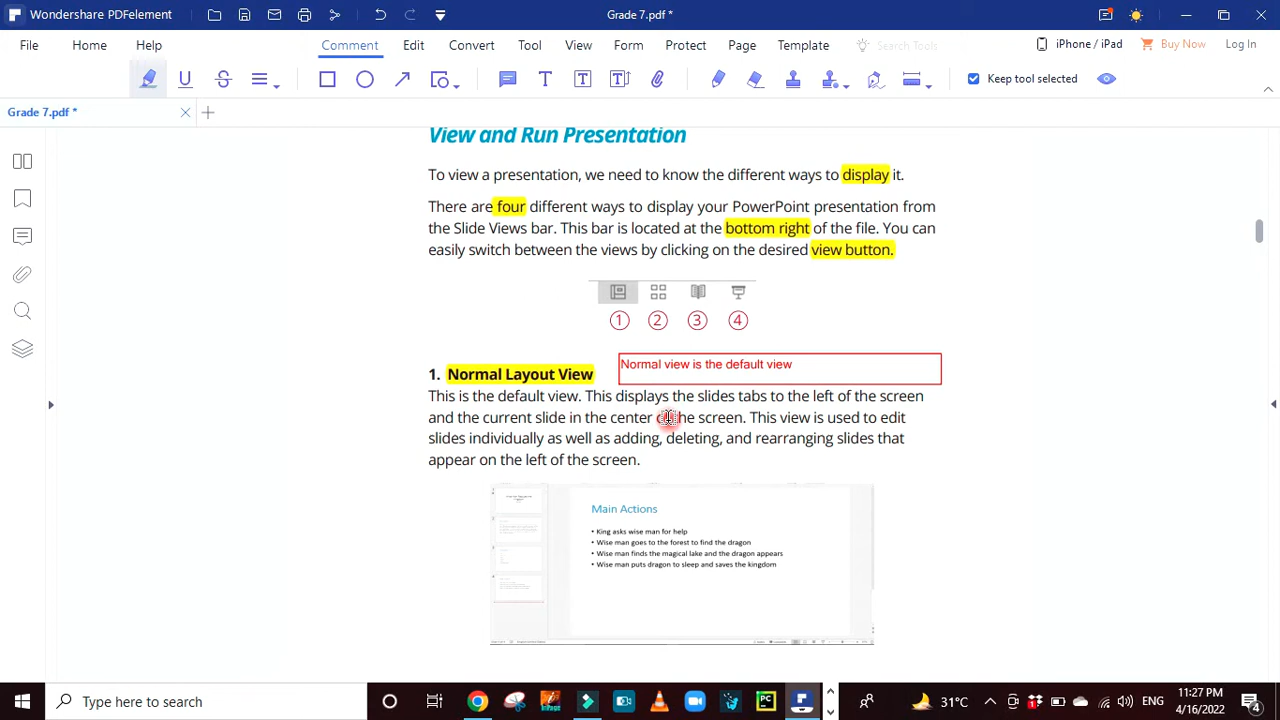 Wondershare PDFelement
Grade 7.pdf *
File Home Help Comment Edit Convert Tool View Form Protect Page Template Search Tools iPhone / iPad Buy Now Log In
Keep tool selected
Grade 7.pdf *
View and Run Presentation
To view a presentation, we need to know the different ways to display it.
There are four different ways to display your PowerPoint presentation from
the Slide Views bar. This bar is located at the bottom right of the file. You can
easily switch between the views by clicking on the desired view button.
1 2 3 4
Normal view is the default view
1. Normal Layout View
This is the default view. This displays the slides tabs to the left of the screen
and the current slide in the center of the screen. This view is used to edit
slides individually as well as adding, deleting, and rearranging slides that
appear on the left of the screen.
Main Actions
• King asks wise man for help
• Wise man goes to the forest to find the dragon
• Wise man finds the magical lake and the dragon appears
• Wise man puts dragon to sleep and saves the kingdom
Type here to search
31°C
ENG
11:27 PM
4/16/2022
4